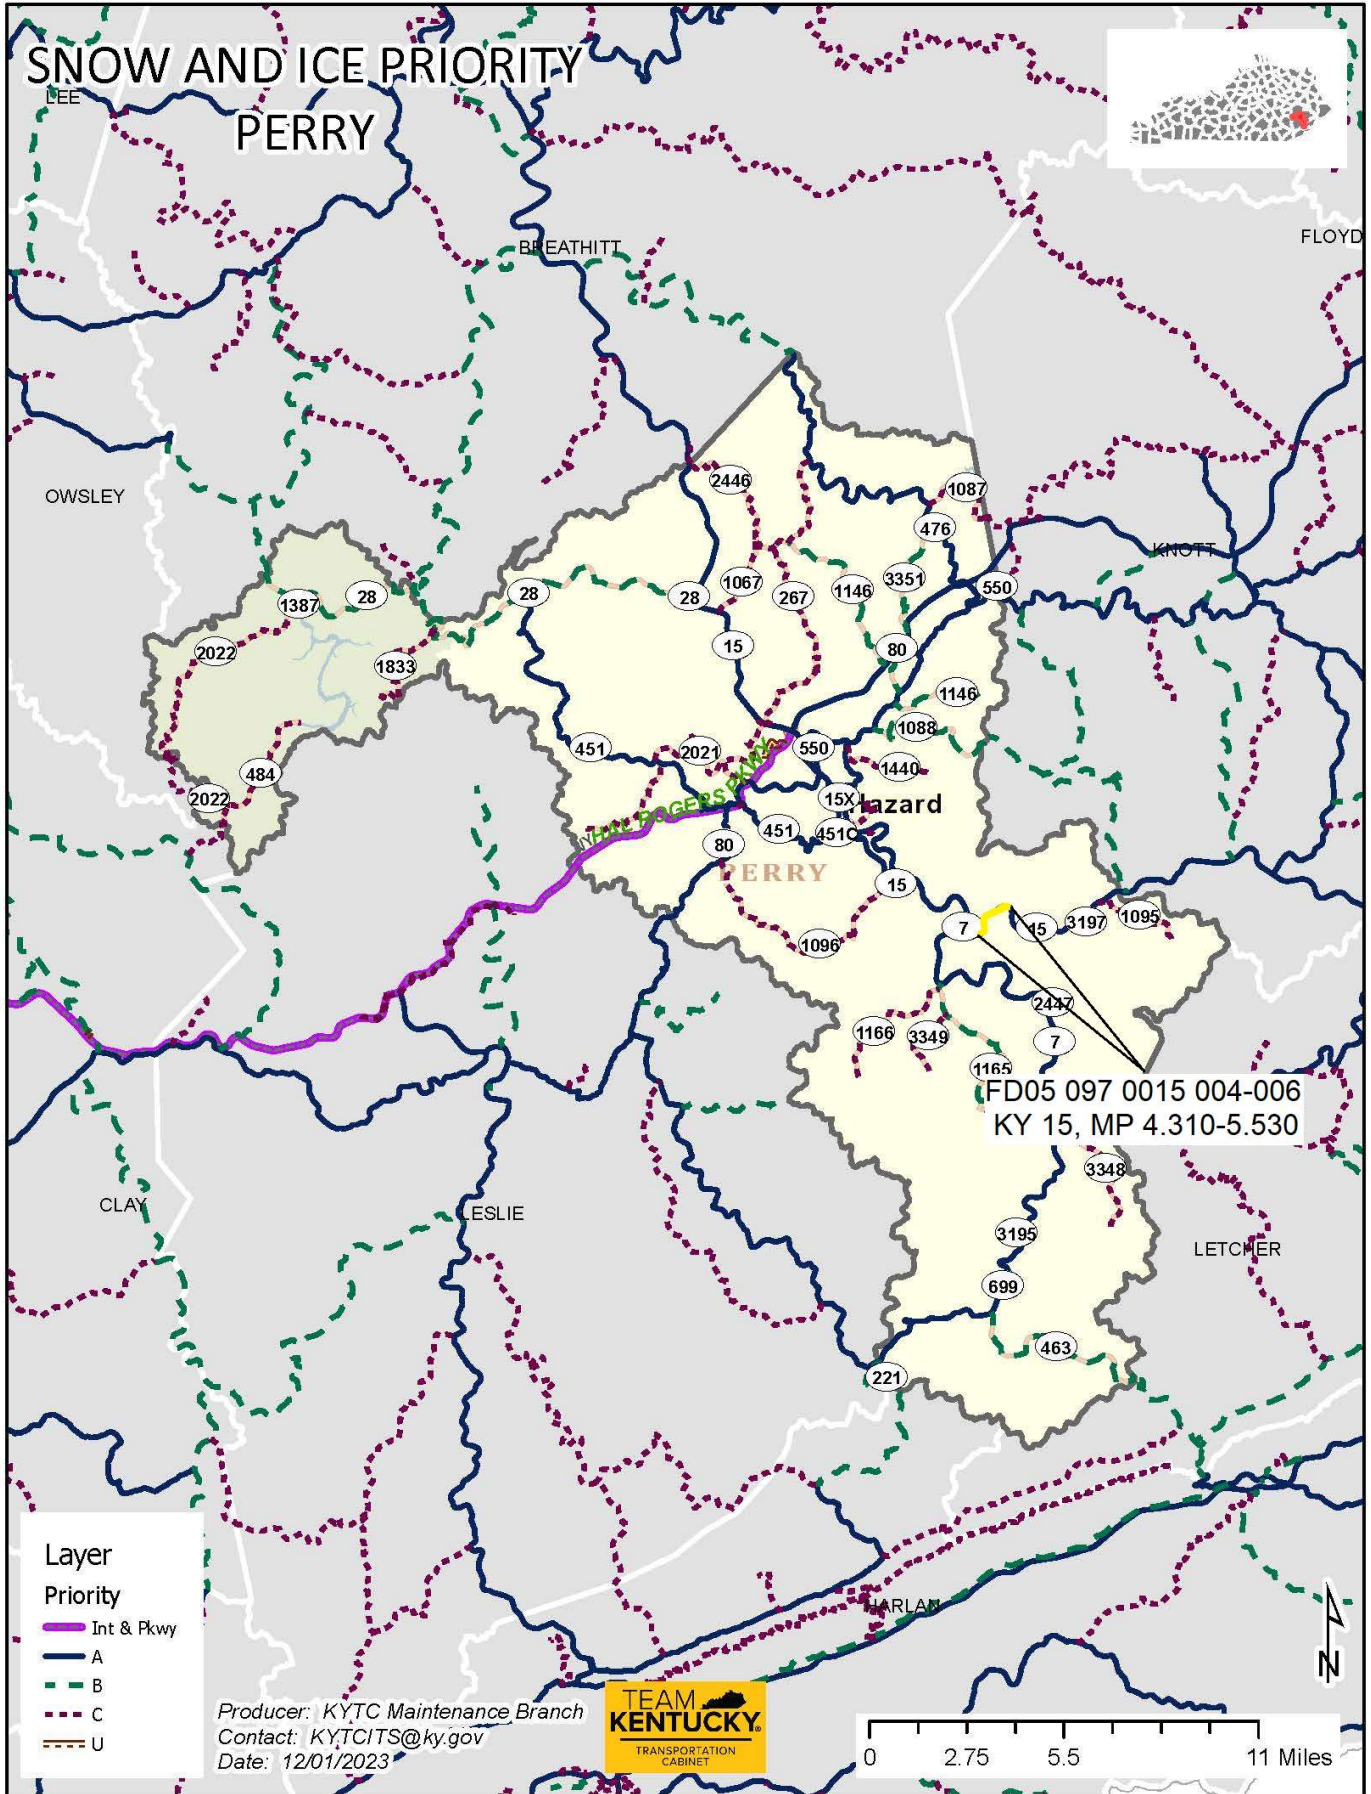 SNOW AND ICE PRIORITY
PERRY
LEE
BREATHITT
FLOYD
OWSLEY
KNOTT
2446
1087
476
28
1387
28
28
1067
267
1146
3351
550
2022
1833
15
80
1146
1088
451
2021
550
1440
484
2022
HAL ROGERS PKWY
15X
Hazard
80
451
451C
PERRY
15
7
15
3197
1095
1096
2447
1166
3349
7
1165
FD05 097 0015 004-006
KY 15, MP 4.310-5.530
3348
CLAY
LESLIE
3195
LETCHER
699
463
221
HARLAN
Layer
Priority
Int & Pkwy
A
B
C
U
Producer: KYTC Maintenance Branch
Contact: KYTCITS@ky.gov
Date: 12/01/2023
TEAM
KENTUCKY
TRANSPORTATION
CABINET
N
0 2.75 5.5 11 Miles